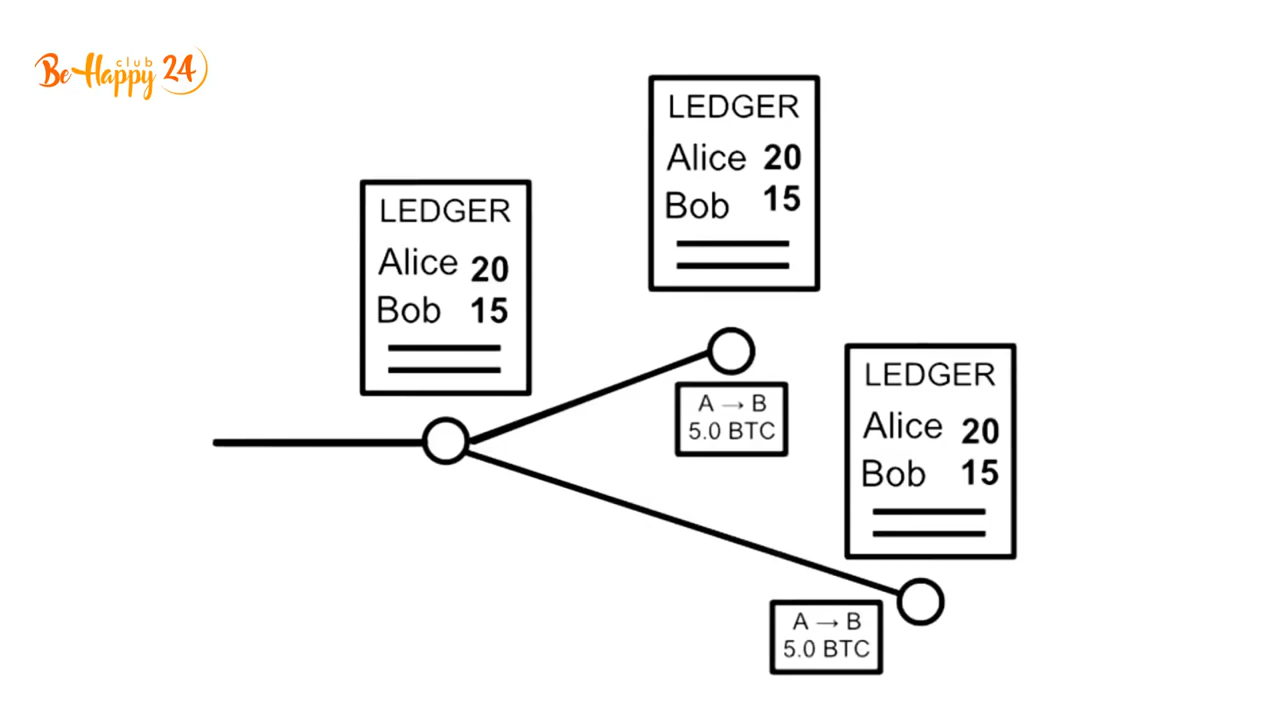 club
Be Happy 24
LEDGER
Alice 20
Bob 15
LEDGER
Alice 20
Bob 15
A → B
5.0 BTC
LEDGER
Alice 20
Bob 15
A → B
5.0 BTC